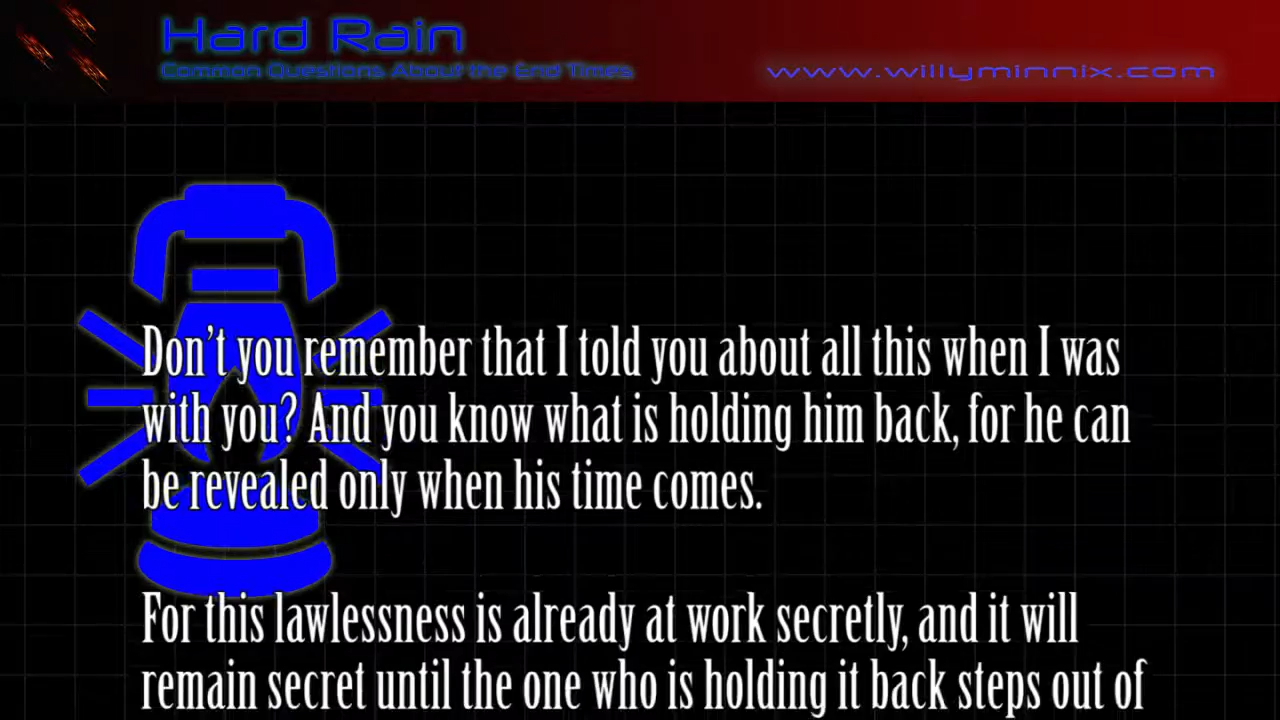 Hard Rain
Common Questions About the End Times
www.willyminnix.com
Don't you remember that I told you about all this when I was
with you? And you know what is holding him back, for he can
be revealed only when his time comes.
For this lawlessness is already at work secretly, and it will
remain secret until the one who is holding it back steps out of